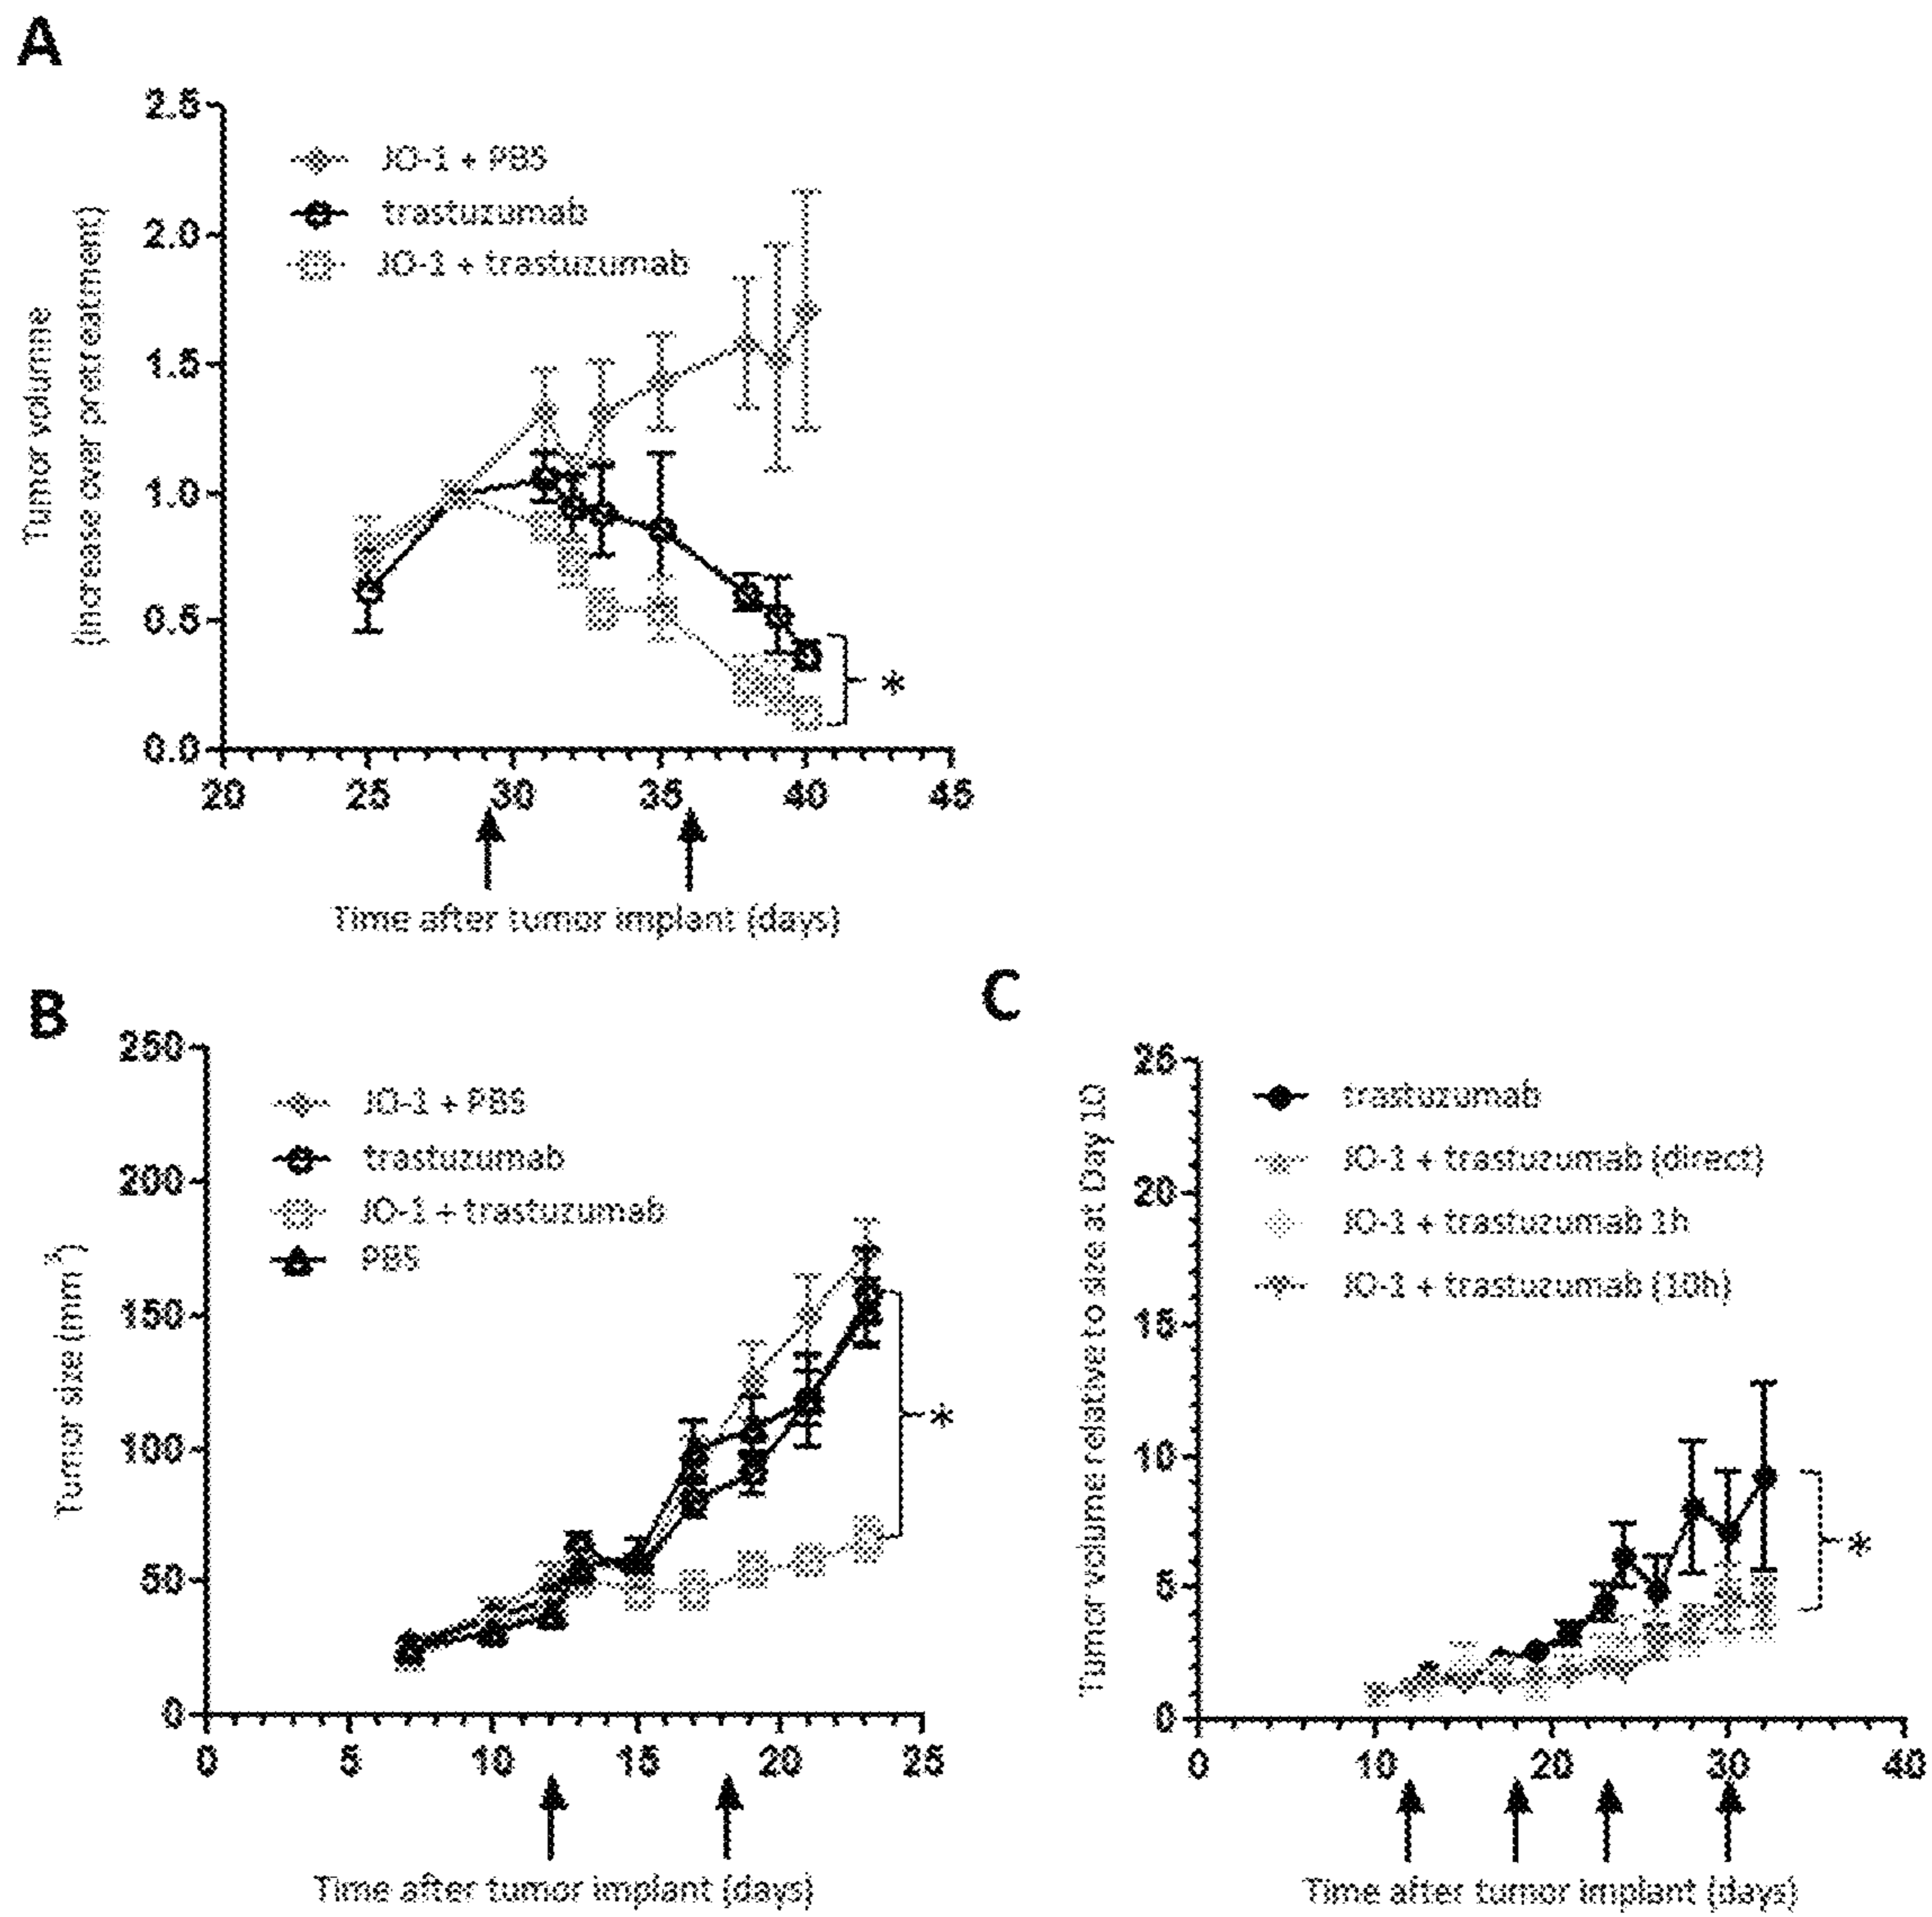 A
2.5
2.0
1.5
1.0
0.5
0.0
Tumor volume
(increase over pretreatment)
JO-1 + PBS
trastuzumab
JO-1 + trastuzumab
*
20 25 30 35 40 45
Time after tumor implant (days)
B
250
200
150
100
50
0
Tumor size (mm³)
JO-1 + PBS
trastuzumab
JO-1 + trastuzumab
PBS
*
0 5 10 15 20 25
Time after tumor implant (days)
C
25
20
15
10
5
0
Tumor volume relative to size at Day 10
trastuzumab
JO-1 + trastuzumab (direct)
JO-1 + trastuzumab 1h
JO-1 + trastuzumab (10h)
*
0 10 20 30 40
Time after tumor implant (days)